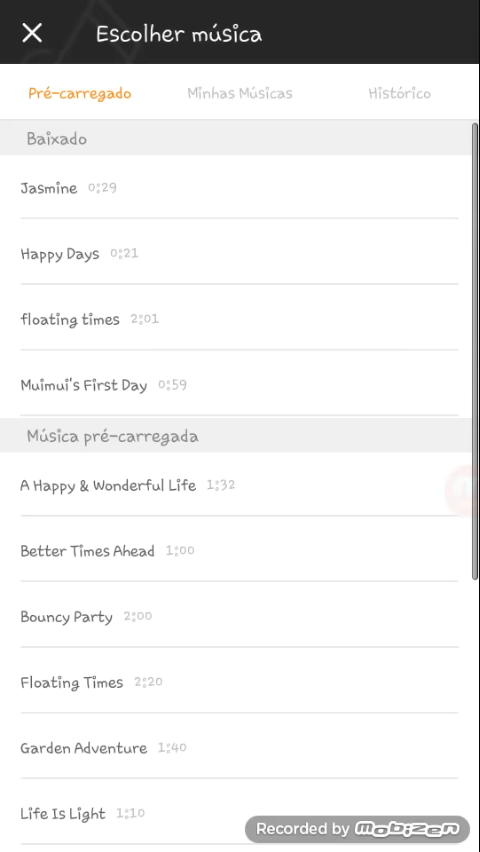 Escolher música
Pré-carregado Minhas Músicas Histórico
Baixado
Jasmine 0:29
Happy Days 0:21
floating times 2:01
Muimui's First Day 0:59
Música pré-carregada
A Happy & Wonderful Life 1:32
Better Times Ahead 1:00
Bouncy Party 2:00
Floating Times 2:20
Garden Adventure 1:40
Life Is Light 1:10
Recorded by Mobizen